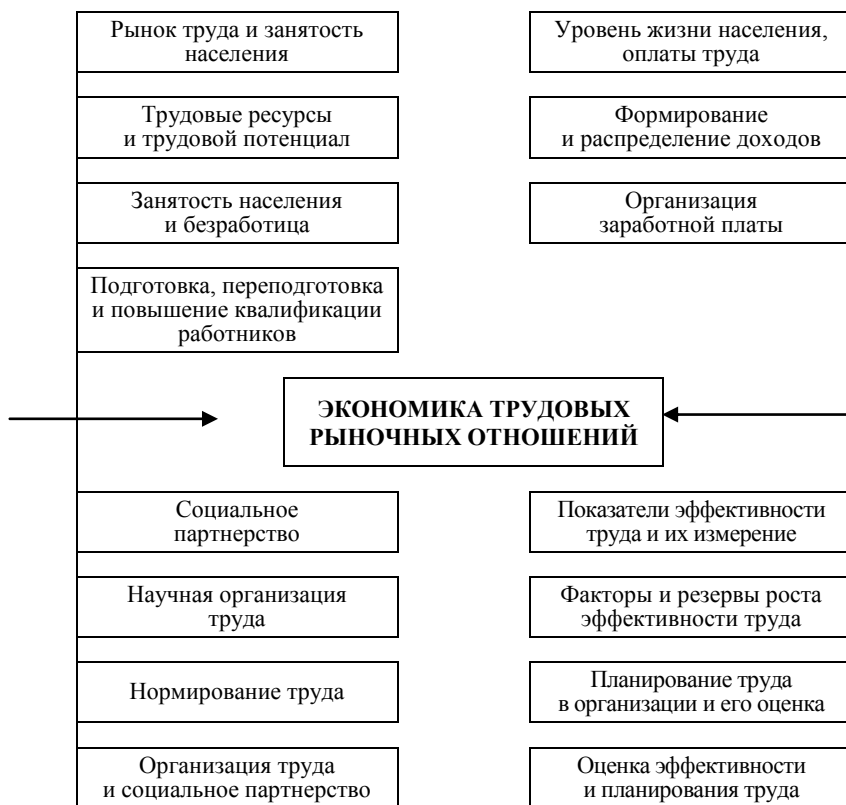 Рынок труда и занятость
населения
Трудовые ресурсы
и трудовой потенциал
Занятость населения
и безработица
Подготовка, переподготовка
и повышение квалификации
работников
Уровень жизни населения,
оплаты труда
Формирование
и распределение доходов
Организация
заработной платы
ЭКОНОМИКА ТРУДОВЫХ
РЫНОЧНЫХ ОТНОШЕНИЙ
Социальное
партнерство
Научная организация
труда
Нормирование труда
Организация труда
и социальное партнерство
Показатели эффективности
труда и их измерение
Факторы и резервы роста
эффективности труда
Планирование труда
в организации и его оценка
Оценка эффективности
и планирования труда